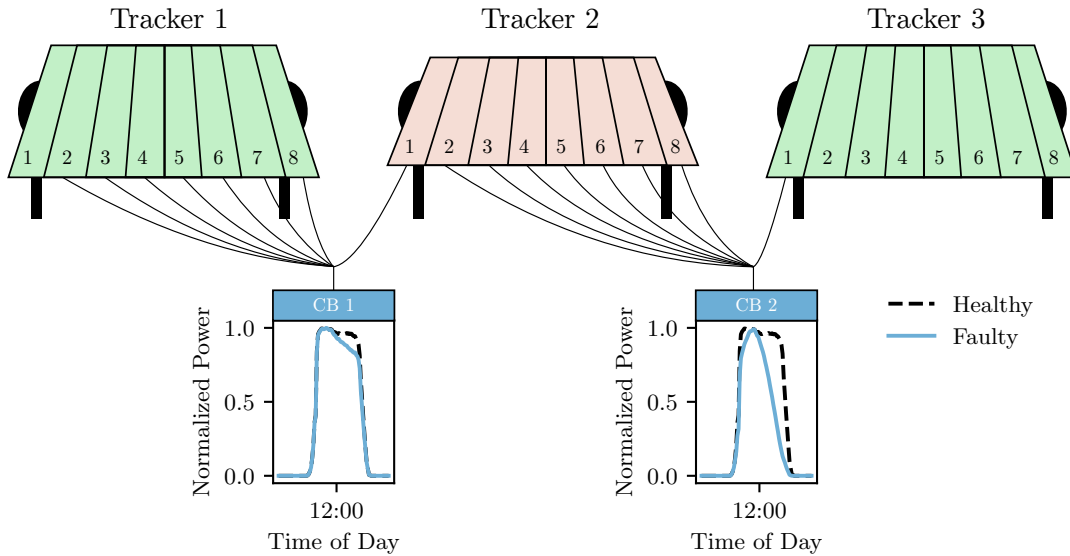 Tracker 1
Tracker 2
Tracker 3
1 2 3 4 5 6 7 8
1 2 3 4 5 6 7 8
1 2 3 4 5 6 7 8
CB 1
Normalized Power
1.0
0.5
0.0
12:00
Time of Day
CB 2
Normalized Power
1.0
0.5
0.0
12:00
Time of Day
Healthy
Faulty